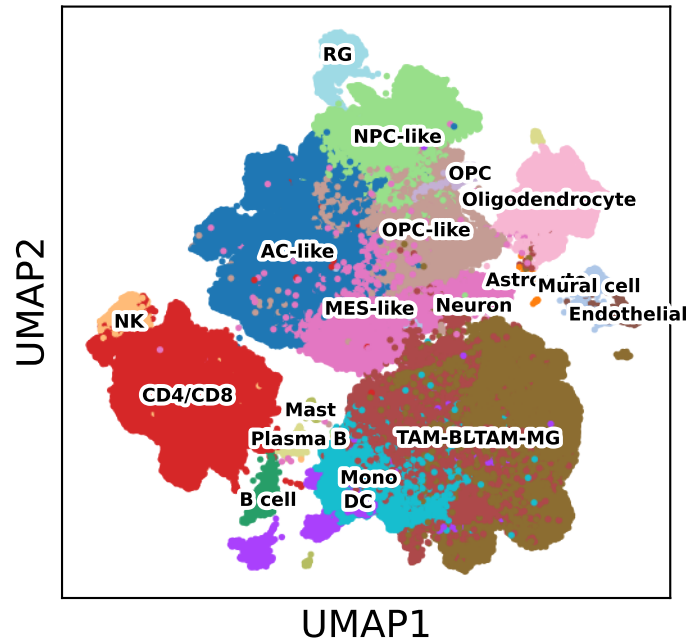 RG
NPC-like
OPC
Oligodendrocyte
OPC-like
AC-like
Mural cell
Neuron
MES-like
Endothelial
NK
CD4/CD8
Mast
Plasma B
TAM-MG
Mono
B cell
DC
UMAP1
UMAP2